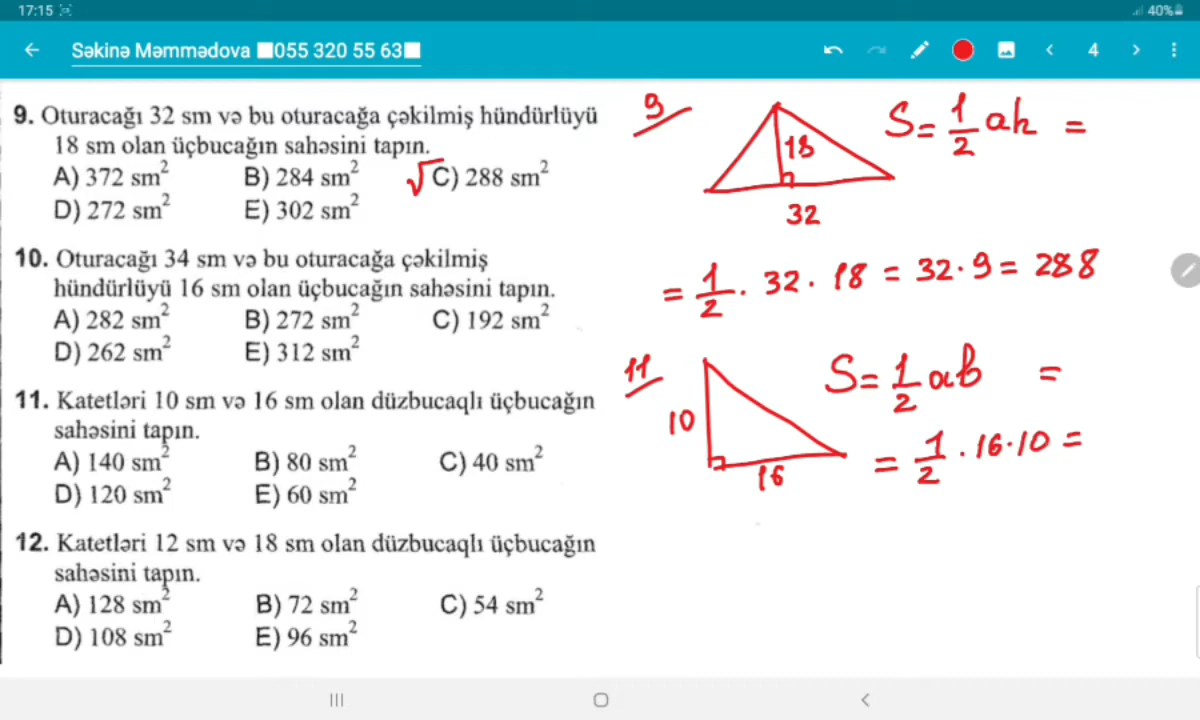 17:15
40%
Səkinə Məmmədova 055 320 55 63
4
9. Oturacağı 32 sm və bu oturacağa çəkilmiş hündürlüyü
18 sm olan üçbucağın sahəsini tapın.
A) 372 sm² B) 284 sm² √C) 288 sm²
D) 272 sm² E) 302 sm²
10. Oturacağı 34 sm və bu oturacağa çəkilmiş
hündürlüyü 16 sm olan üçbucağın sahəsini tapın.
A) 282 sm² B) 272 sm² C) 192 sm²
D) 262 sm² E) 312 sm²
11. Katetləri 10 sm və 16 sm olan düzbucaqlı üçbucağın
sahəsini tapın.
A) 140 sm² B) 80 sm² C) 40 sm²
D) 120 sm² E) 60 sm²
12. Katetləri 12 sm və 18 sm olan düzbucaqlı üçbucağın
sahəsini tapın.
A) 128 sm² B) 72 sm² C) 54 sm²
D) 108 sm² E) 96 sm²
9
18
32
S = 1/2 ah =
= 1/2 · 32 · 18 = 32 · 9 = 288
11
10
16
S = 1/2 ab =
= 1/2 · 16 · 10 =